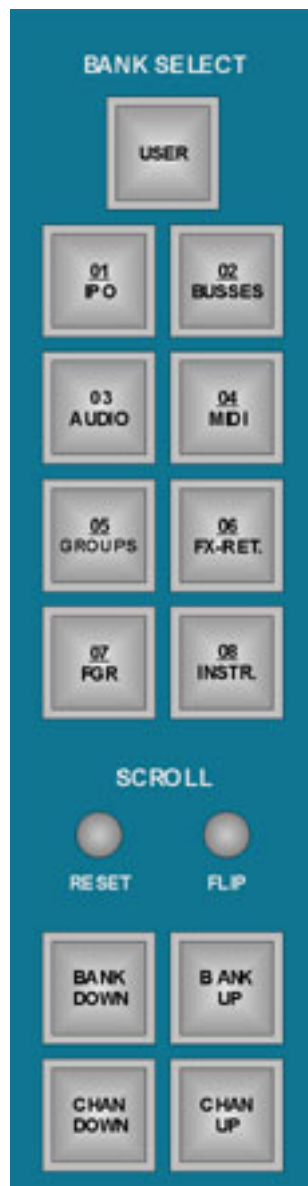 BANK SELECT
USER
01
IPO
02
BUSSES
03
AUDIO
04
MIDI
05
GROUPS
06
FX-RET.
07
FGR
08
INSTR.
SCROLL
RESET
FLIP
BANK
DOWN
BANK
UP
CHAN
DOWN
CHAN
UP